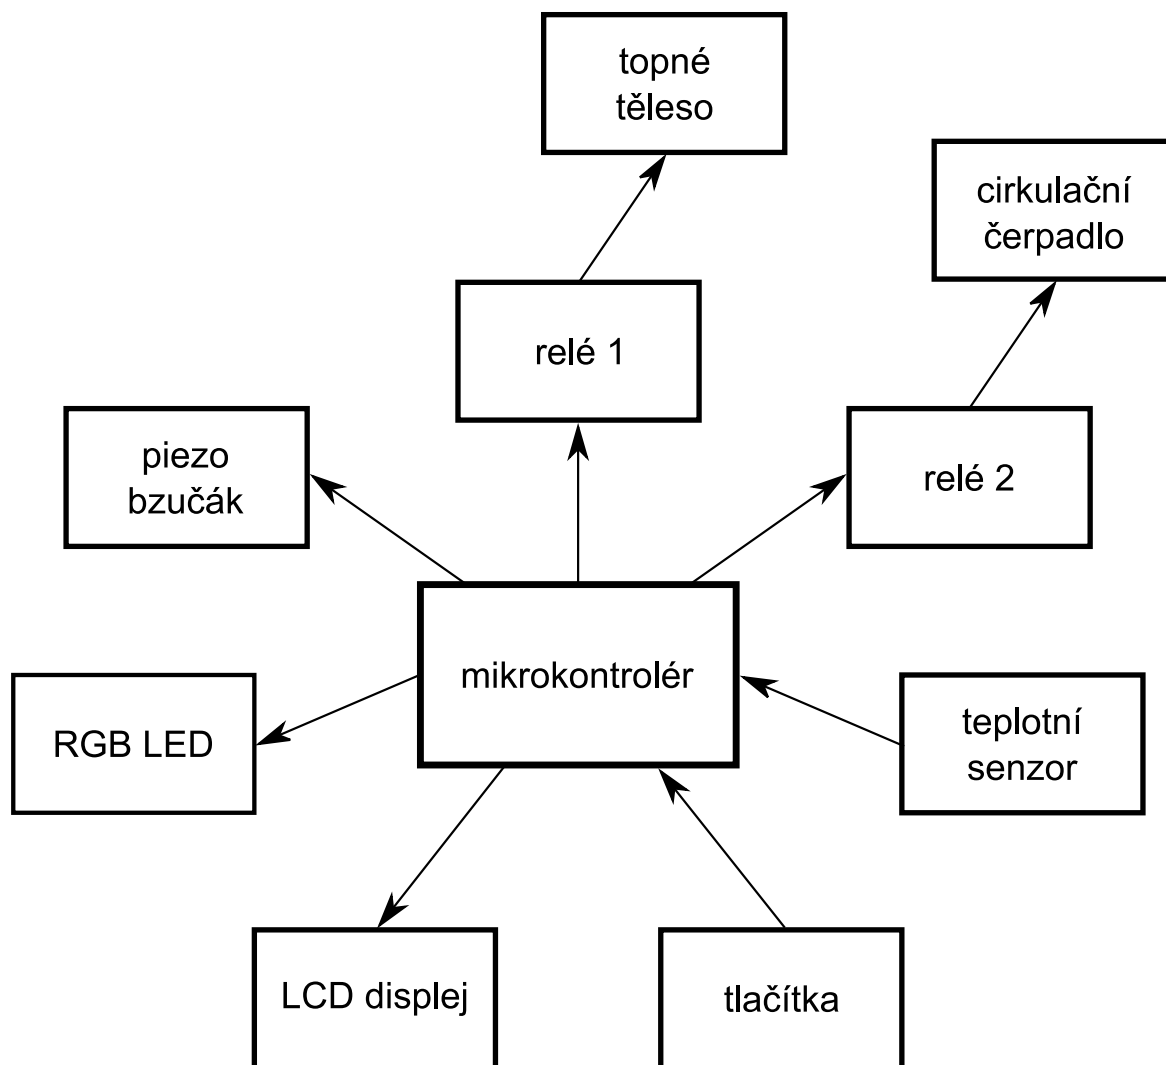 topné
těleso
cirkulační
čerpadlo
relé 1
piezo
bzučák
relé 2
mikrokontrolér
RGB LED
teplotní
senzor
LCD displej
tlačítka